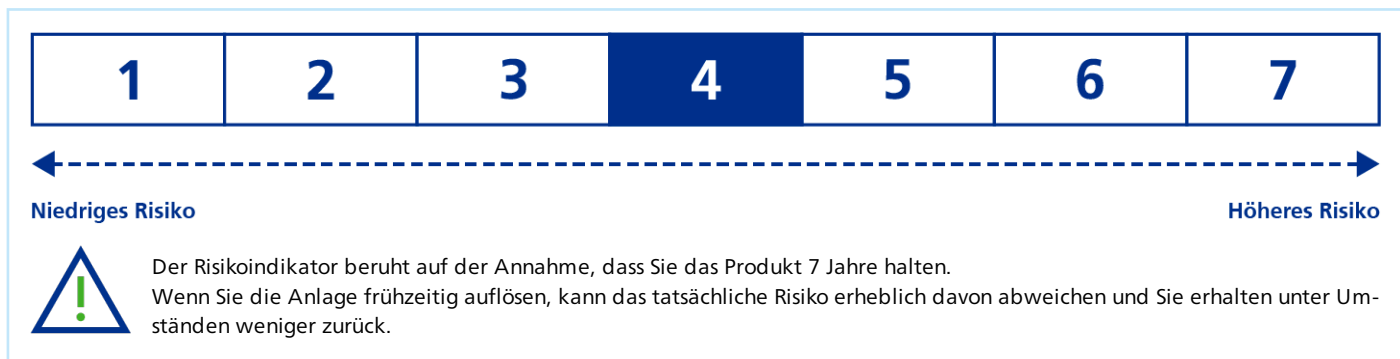 1 2 3 4 5 6 7
Niedriges Risiko Höheres Risiko
Der Risikoindikator beruht auf der Annahme, dass Sie das Produkt 7 Jahre halten.
Wenn Sie die Anlage frühzeitig auflösen, kann das tatsächliche Risiko erheblich davon abweichen und Sie erhalten unter Um-
ständen weniger zurück.